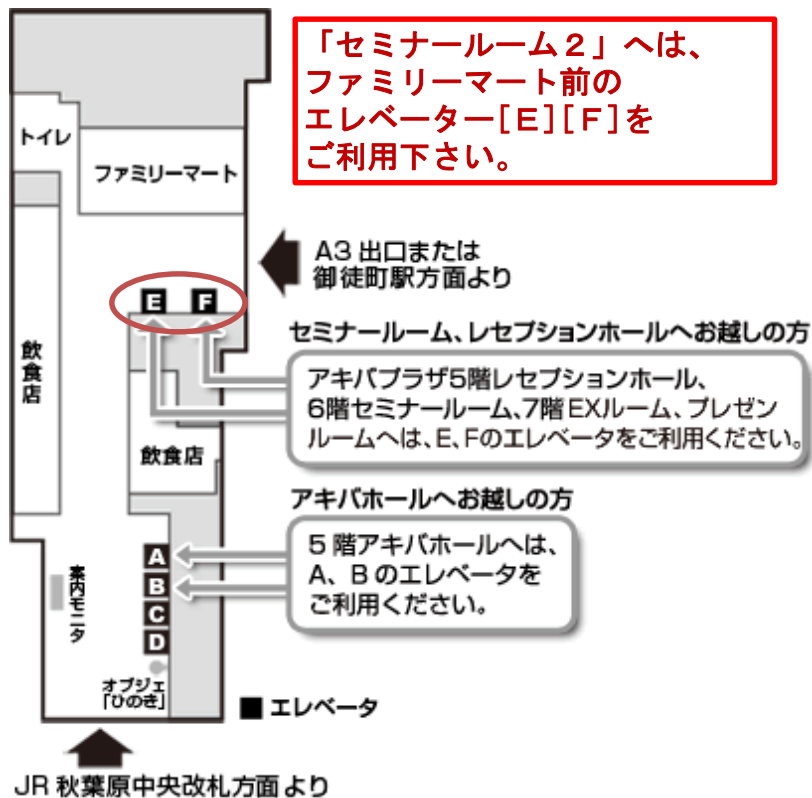 「セミナールーム２」へは、
ファミリーマート前の
エレベーター[Ｅ][Ｆ]を
ご利用下さい。
トイレ
ファミリーマート
A3 出口または
御徒町駅方面より
E F
セミナールーム、レセプションホールへお越しの方
飲食店
アキバプラザ5階レセプションホール、
6階セミナールーム、7階EXルーム、プレゼン
ルームへは、E、Fのエレベータをご利用ください。
飲食店
アキバホールへお越しの方
5 階アキバホールへは、
A、B のエレベータを
ご利用ください。
A
B
C
D
案内モニタ
オブジェ
「ひのき」
■ エレベータ
JR 秋葉原中央改札方面より